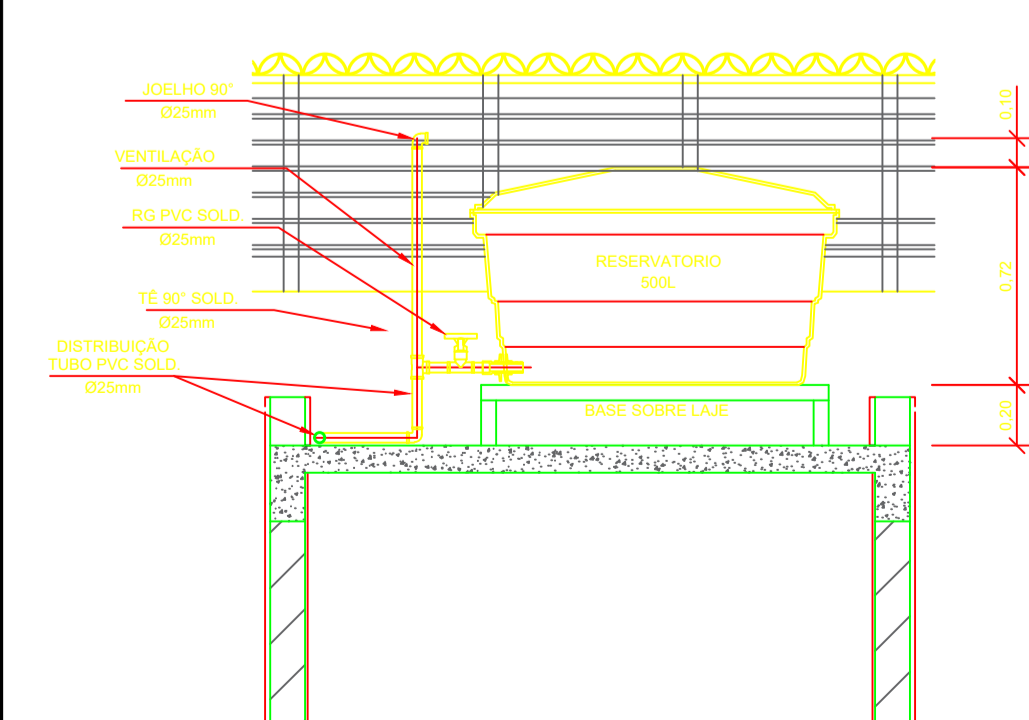 JOELHO 90°
Ø25mm
VENTILAÇÃO
Ø25mm
RG PVC SOLD.
Ø25mm
TÊ 90° SOLD.
Ø25mm
DISTRIBUIÇÃO
TUBO PVC SOLD.
Ø25mm
RESERVATORIO
500L
BASE SOBRE LAJE
0,10
0,72
0,20